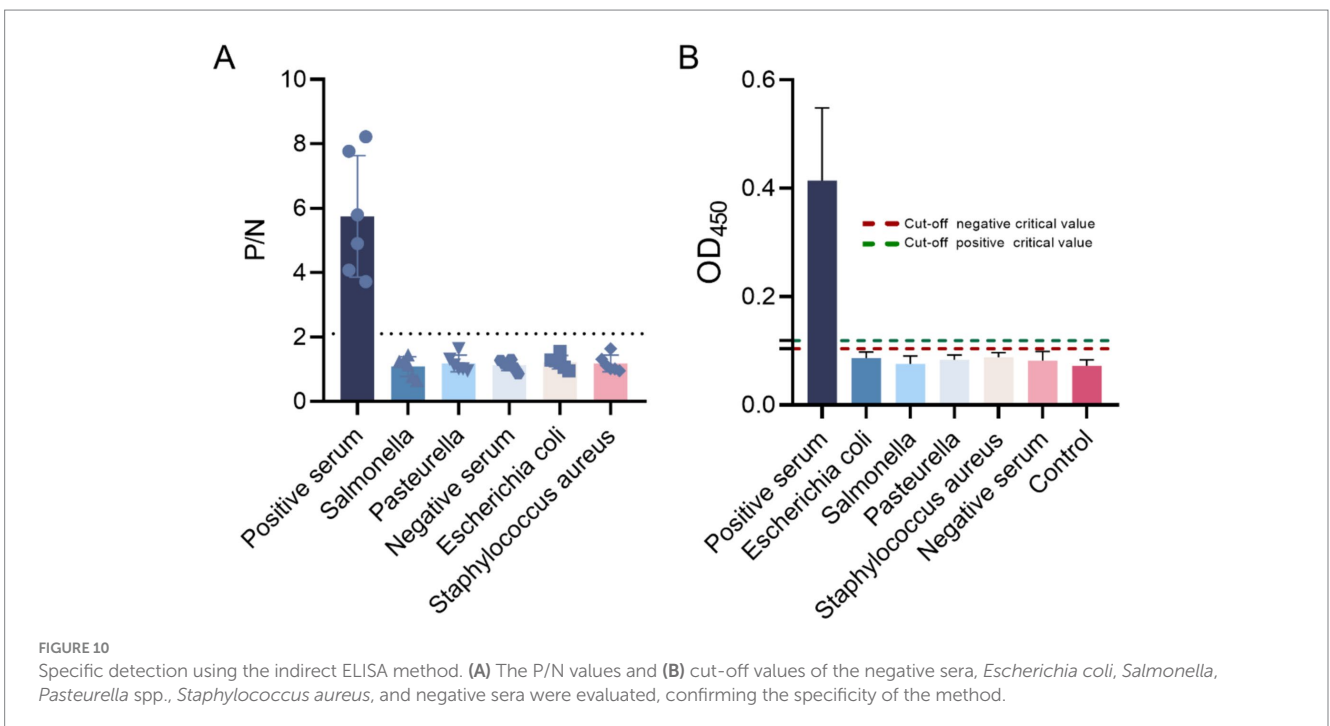 A
10
8
6
4
2
0
P/N
Positive serum
Salmonella
Pasteurella
Negative serum
Escherichia coli
Staphylococcus aureus
B
0.6
0.4
0.2
0.0
OD450
Cut-off negative critical value
Cut-off positive critical value
Positive serum
Escherichia coli
Salmonella
Pasteurella
Staphylococcus aureus
Negative serum
Control
FIGURE 10
Specific detection using the indirect ELISA method. (A) The P/N values and (B) cut-off values of the negative sera, Escherichia coli, Salmonella,
Pasteurella spp., Staphylococcus aureus, and negative sera were evaluated, confirming the specificity of the method.